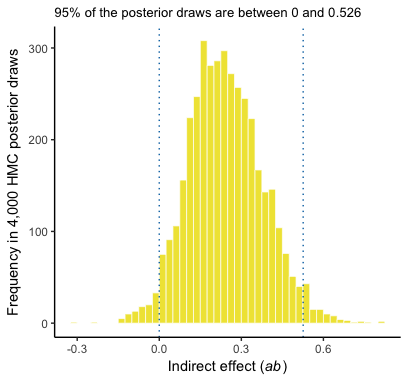 95% of the posterior draws are between 0 and 0.526
Frequency in 4,000 HMC posterior draws
300
200
100
0
-0.3
0.0
0.3
0.6
Indirect effect (ab)